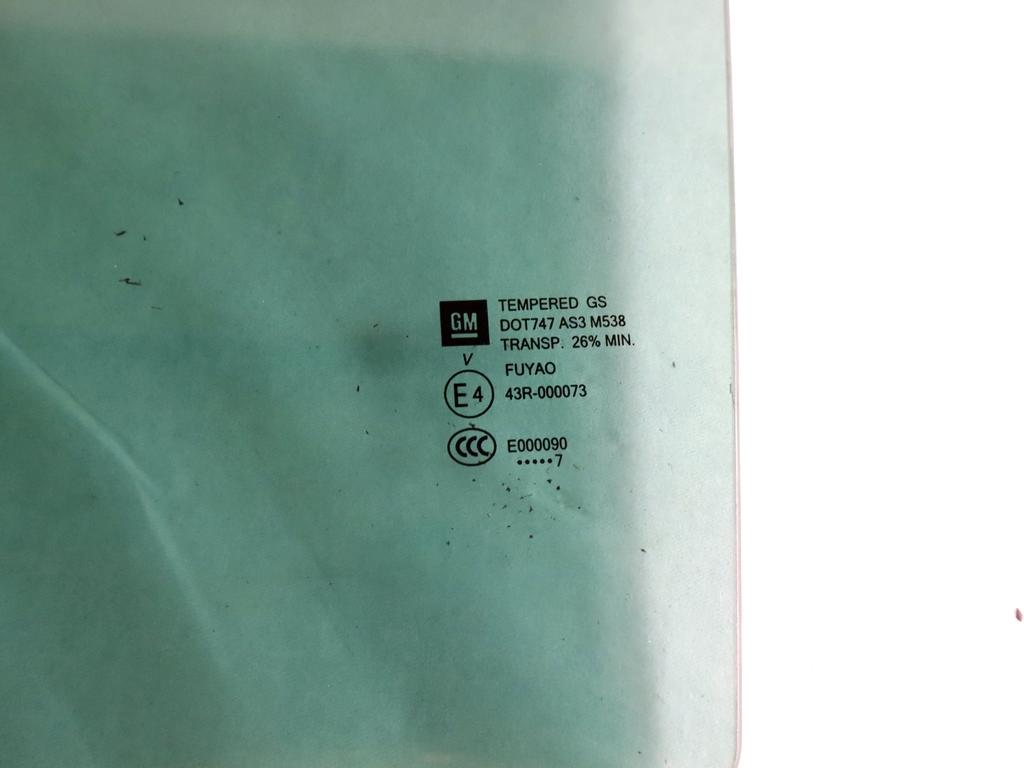 GM
TEMPERED GS
DOT747 AS3 M538
TRANSP. 26% MIN.
V
FUYAO
E4
43R-000073
CCC
E000090
•••••7